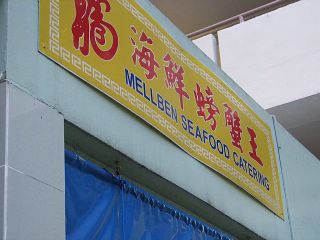 海鮮螃蟹王
MELLBEN SEAFOOD CATERING